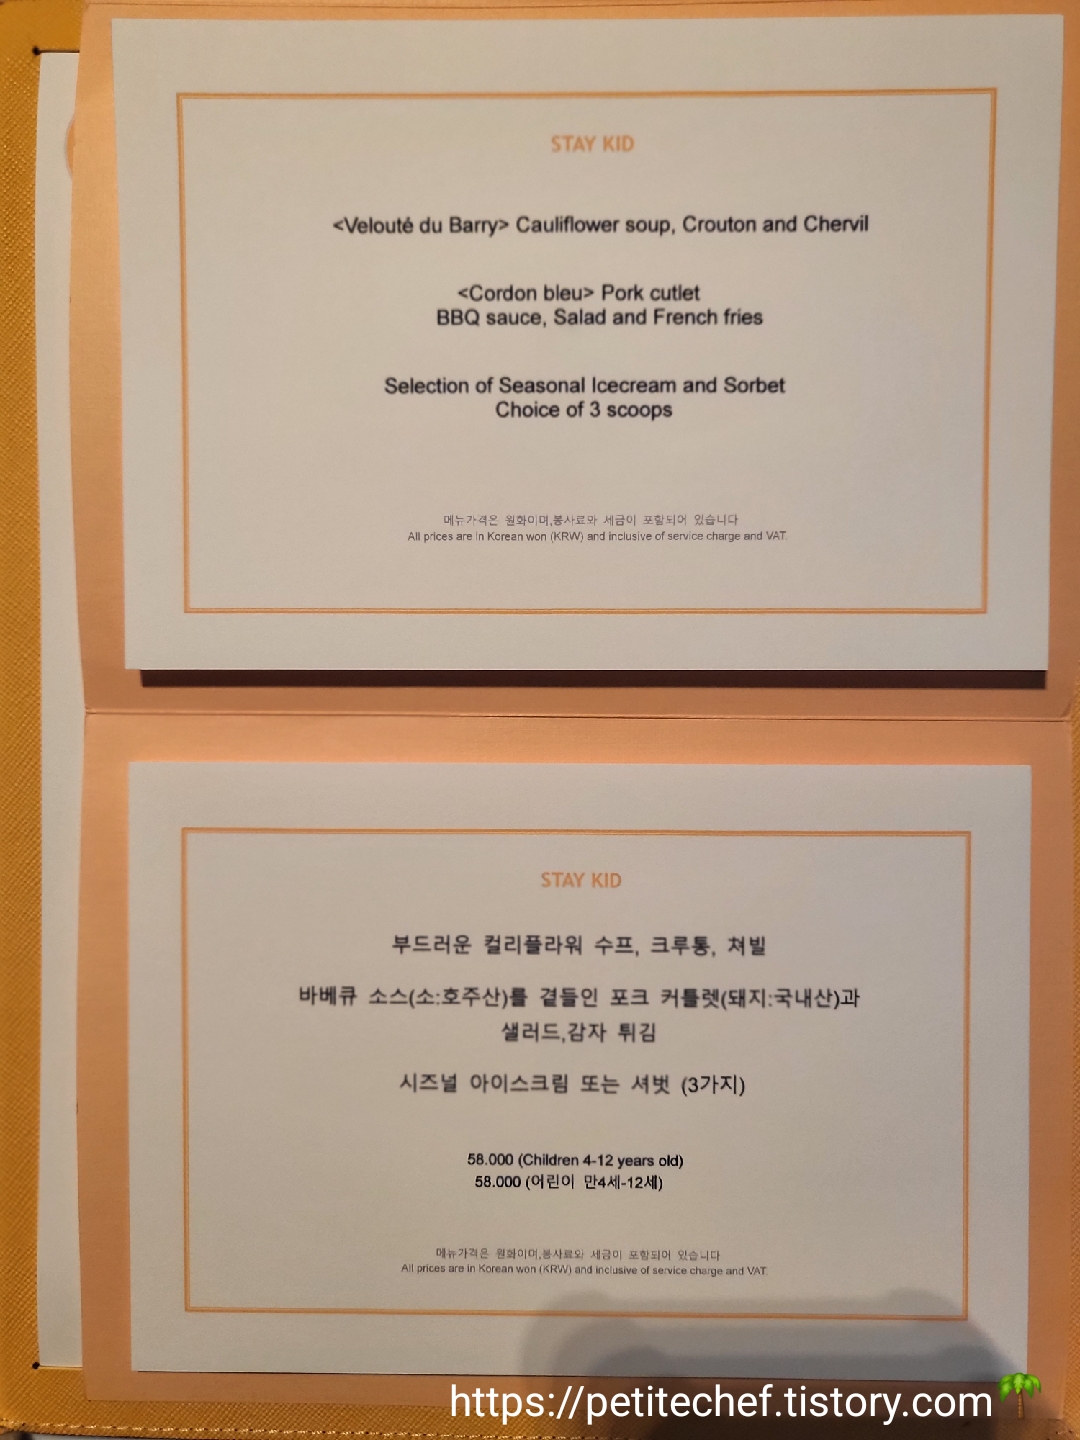 STAY KID
<Velouté du Barry> Cauliflower soup, Crouton and Chervil
<Cordon bleu> Pork cutlet
BBQ sauce, Salad and French fries
Selection of Seasonal Icecream and Sorbet
Choice of 3 scoops
메뉴가격은 원화이며,봉사료와 세금이 포함되어 있습니다
All prices are in Korean won (KRW) and inclusive of service charge and VAT.
STAY KID
부드러운 컬리플라워 수프, 크루통, 쳐빌
바베큐 소스(소:호주산)를 곁들인 포크 커틀렛(돼지:국내산)과
샐러드,감자 튀김
시즈널 아이스크림 또는 셔벗 (3가지)
58.000 (Children 4-12 years old)
58.000 (어린이 만4세-12세)
메뉴가격은 원화이며,봉사료와 세금이 포함되어 있습니다
All prices are in Korean won (KRW) and inclusive of service charge and VAT.
https://petitechef.tistory.com